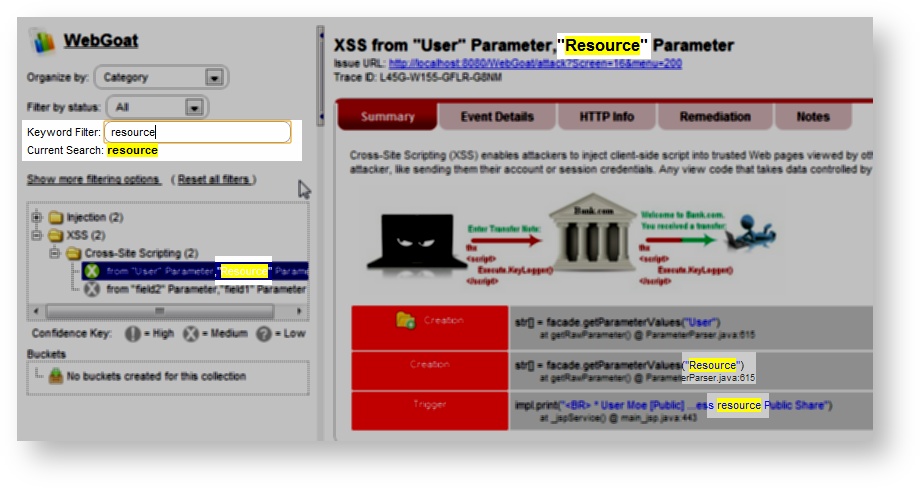 WebGoat
Organize by: Category
Filter by status: All
Keyword Filter: resource
Current Search: resource
Show more filtering options ( Reset all filters )
Injection (2)
XSS (2)
Cross-Site Scripting (2)
from "User" Parameter,"Resource" Parame
from "field2" Parameter,"field1" Parameter
Confidence Key: ! = High X = Medium ? = Low
Buckets
No buckets created for this collection
XSS from "User" Parameter,"Resource" Parameter
Issue URL: http://localhost:8080/WebGoat/attack?Screen=16&menu=200
Trace ID: L45G-W155-GFLR-G8NM
Summary Event Details HTTP Info Remediation Notes
Cross-Site Scripting (XSS) enables attackers to inject client-side script into trusted Web pages viewed by oth
attacker, like sending them their account or session credentials. Any view code that takes data controlled by
Enter Transfer Note:
the
<script>
Execute.KeyLogger()
</script>
Bank.com
Welcome to Bank.com.
You received a transfer:
the
<script>
Execute.KeyLogger()
</script>
Creation
str[] = facade.getParameterValues("User")
at getRawParameter() @ ParameterParser.java:615
Creation
str[] = facade.getParameterValues("Resource")
at getRawParameter() @ ParameterParser.java:615
Trigger
impl.print("<BR> * User Moe [Public] ...ess resource Public Share")
at _jspService() @ main_jsp.java:443